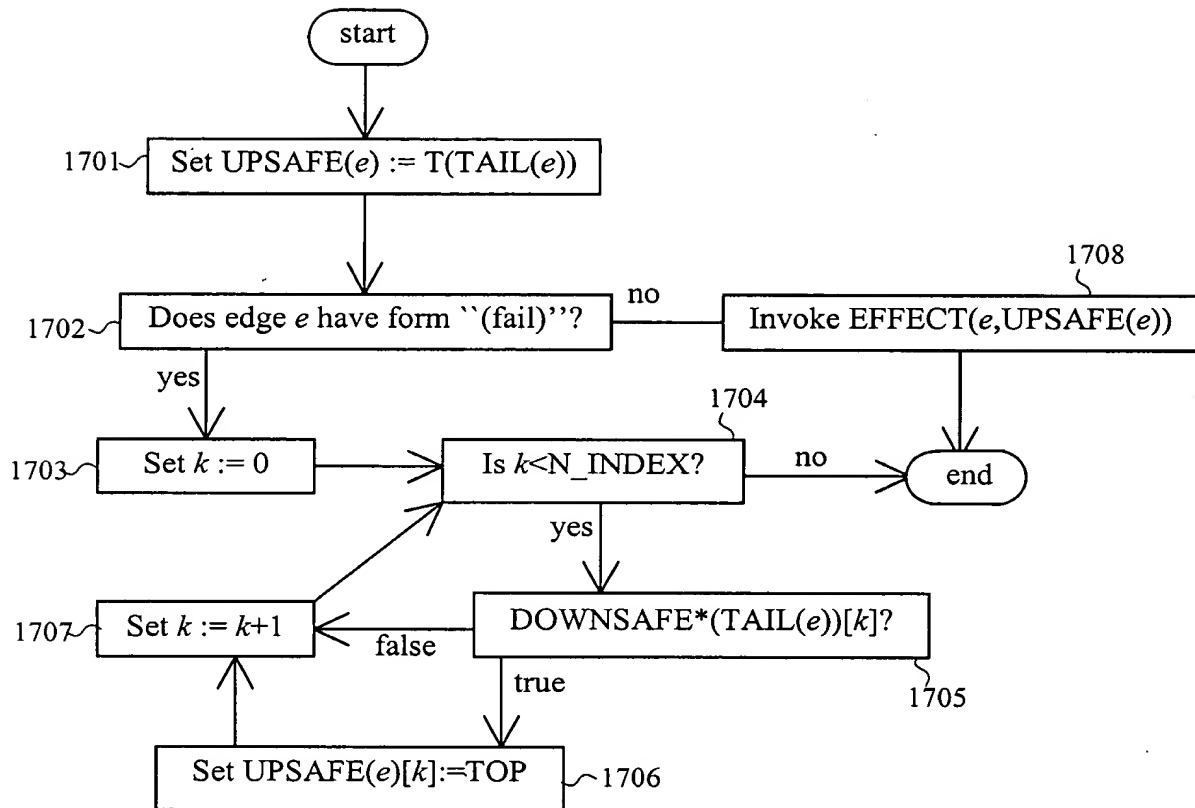 start
1701
Set UPSAFE(e) := T(TAIL(e))
1708
1702
Does edge e have form ``(fail)''?
no
Invoke EFFECT(e,UPSAFE(e))
yes
1704
1703
Set k := 0
Is k<N_INDEX?
no
end
yes
1707
Set k := k+1
false
DOWNSAFE*(TAIL(e))[k]?
true
1705
Set UPSAFE(e)[k]:=TOP
1706